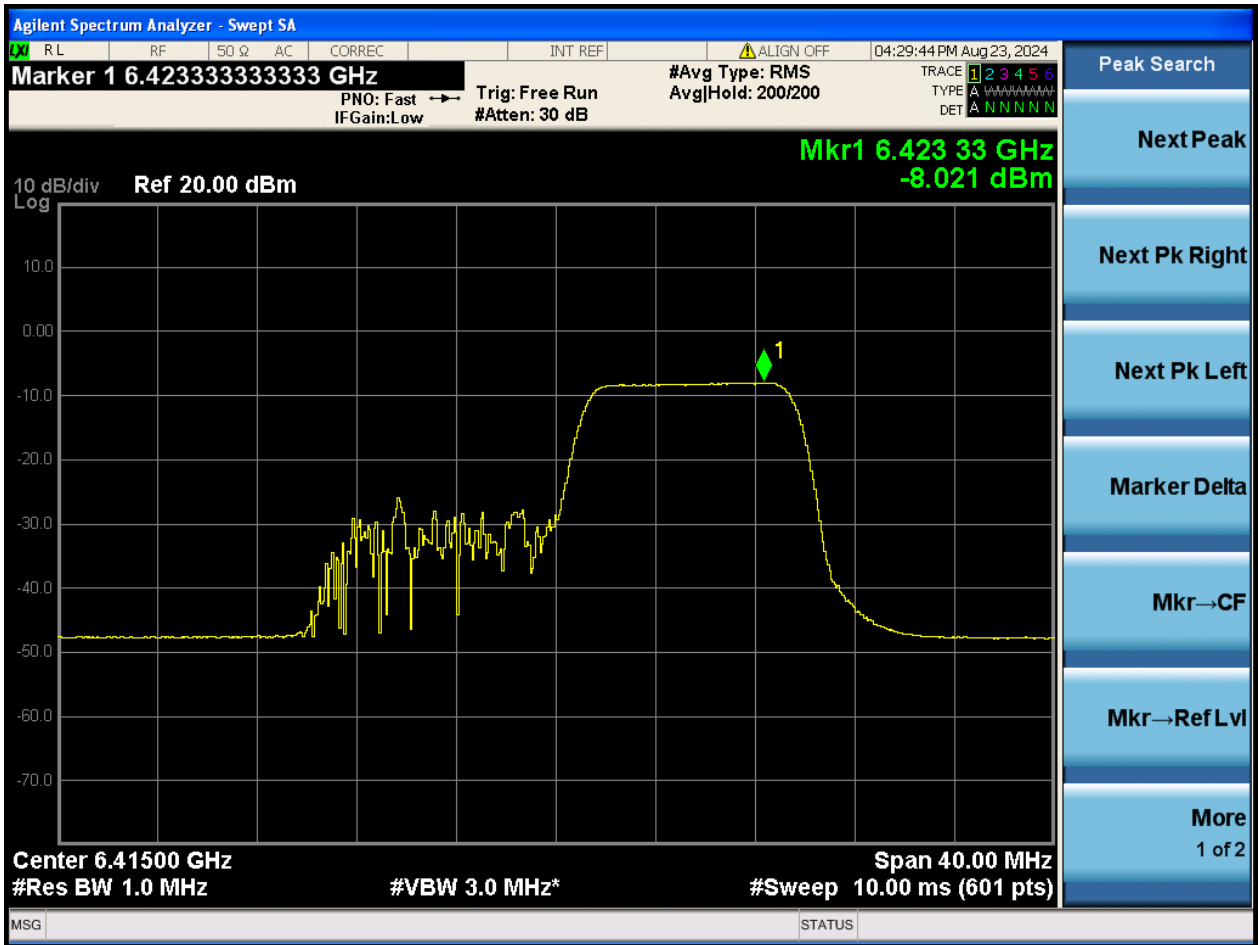 Agilent Spectrum Analyzer - Swept SA
LXI RL RF 50 Ω AC CORREC INT REF ALIGN OFF 04:29:44 PM Aug 23, 2024
Marker 1 6.423333333333 GHz
PNO: Fast
IFGain:Low
Trig: Free Run
#Atten: 30 dB
#Avg Type: RMS
Avg|Hold: 200/200
TRACE 1 2 3 4 5 6
TYPE A WWWWW
DET A N N N N N
Mkr1 6.423 33 GHz
-8.021 dBm
10 dB/div Ref 20.00 dBm
Log
10.0
0.00
-10.0
-20.0
-30.0
-40.0
-50.0
-60.0
-70.0
1
Center 6.41500 GHz Span 40.00 MHz
#Res BW 1.0 MHz #VBW 3.0 MHz* #Sweep 10.00 ms (601 pts)
MSG STATUS
Peak Search
Next Peak
Next Pk Right
Next Pk Left
Marker Delta
Mkr→CF
Mkr→Ref Lvl
More
1 of 2